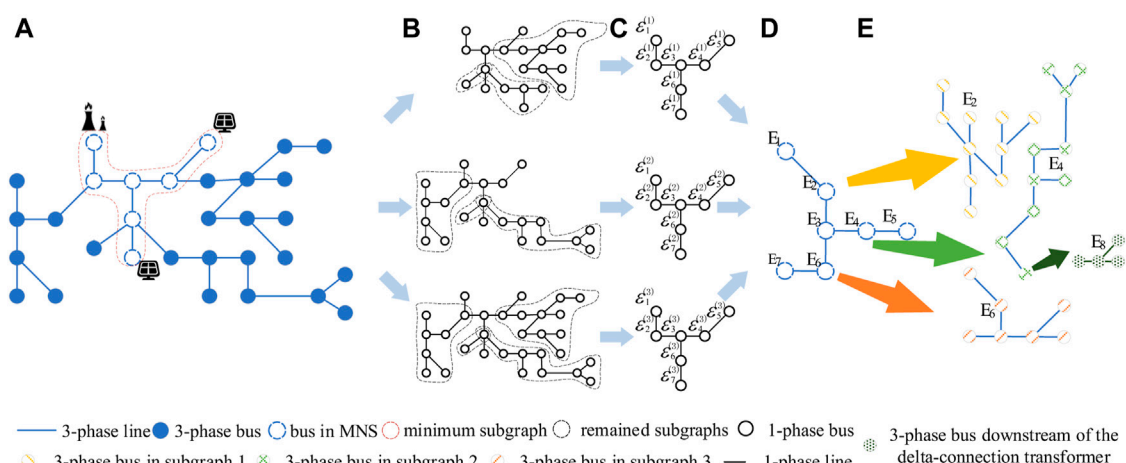 A
B
C
D
E
ℰ₁⁽¹⁾
ℰ₂⁽¹⁾ ℰ₃⁽¹⁾ ℰ₄⁽¹⁾ ℰ₅⁽¹⁾
ℰ₆⁽¹⁾
ℰ₇⁽¹⁾
ℰ₁⁽²⁾
ℰ₂⁽²⁾ ℰ₃⁽²⁾ ℰ₄⁽²⁾ ℰ₅⁽²⁾
ℰ₆⁽²⁾
ℰ₇⁽²⁾
ℰ₁⁽³⁾
ℰ₂⁽³⁾ ℰ₃⁽³⁾ ℰ₄⁽³⁾ ℰ₅⁽³⁾
ℰ₆⁽³⁾
ℰ₇⁽³⁾
E₁
E₂
E₃ E₄ E₅
E₇ E₆
E₂
E₄
E₈
E₆
3-phase line 3-phase bus bus in MNS minimum subgraph remained subgraphs 1-phase bus
3-phase bus downstream of the
delta-connection transformer
3-phase bus in subgraph 1 3-phase bus in subgraph 2 3-phase bus in subgraph 3 1-phase line